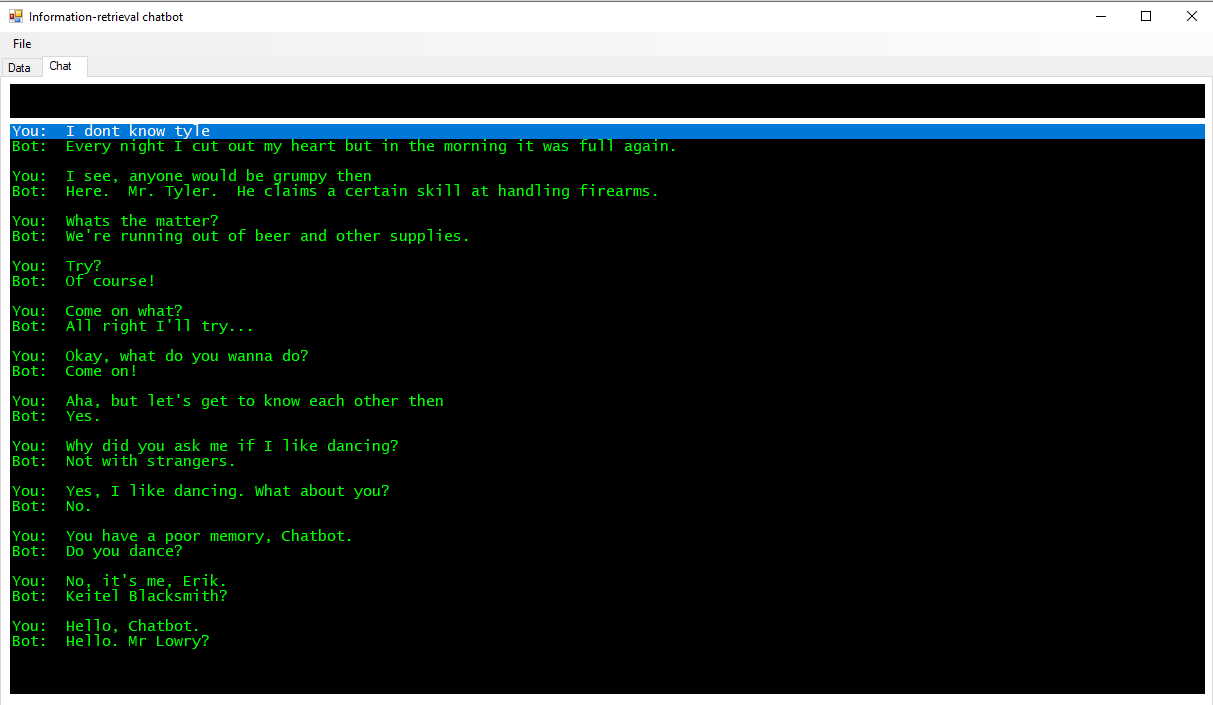 Information-retrieval chatbot
File
Data Chat
You: I dont know tyle
Bot: Every night I cut out my heart but in the morning it was full again.
You: I see, anyone would be grumpy then
Bot: Here. Mr. Tyler. He claims a certain skill at handling firearms.
You: Whats the matter?
Bot: We're running out of beer and other supplies.
You: Try?
Bot: Of course!
You: Come on what?
Bot: All right I'll try...
You: Okay, what do you wanna do?
Bot: Come on!
You: Aha, but let's get to know each other then
Bot: Yes.
You: Why did you ask me if I like dancing?
Bot: Not with strangers.
You: Yes, I like dancing. What about you?
Bot: No.
You: You have a poor memory, Chatbot.
Bot: Do you dance?
You: No, it's me, Erik.
Bot: Keitel Blacksmith?
You: Hello, Chatbot.
Bot: Hello. Mr Lowry?